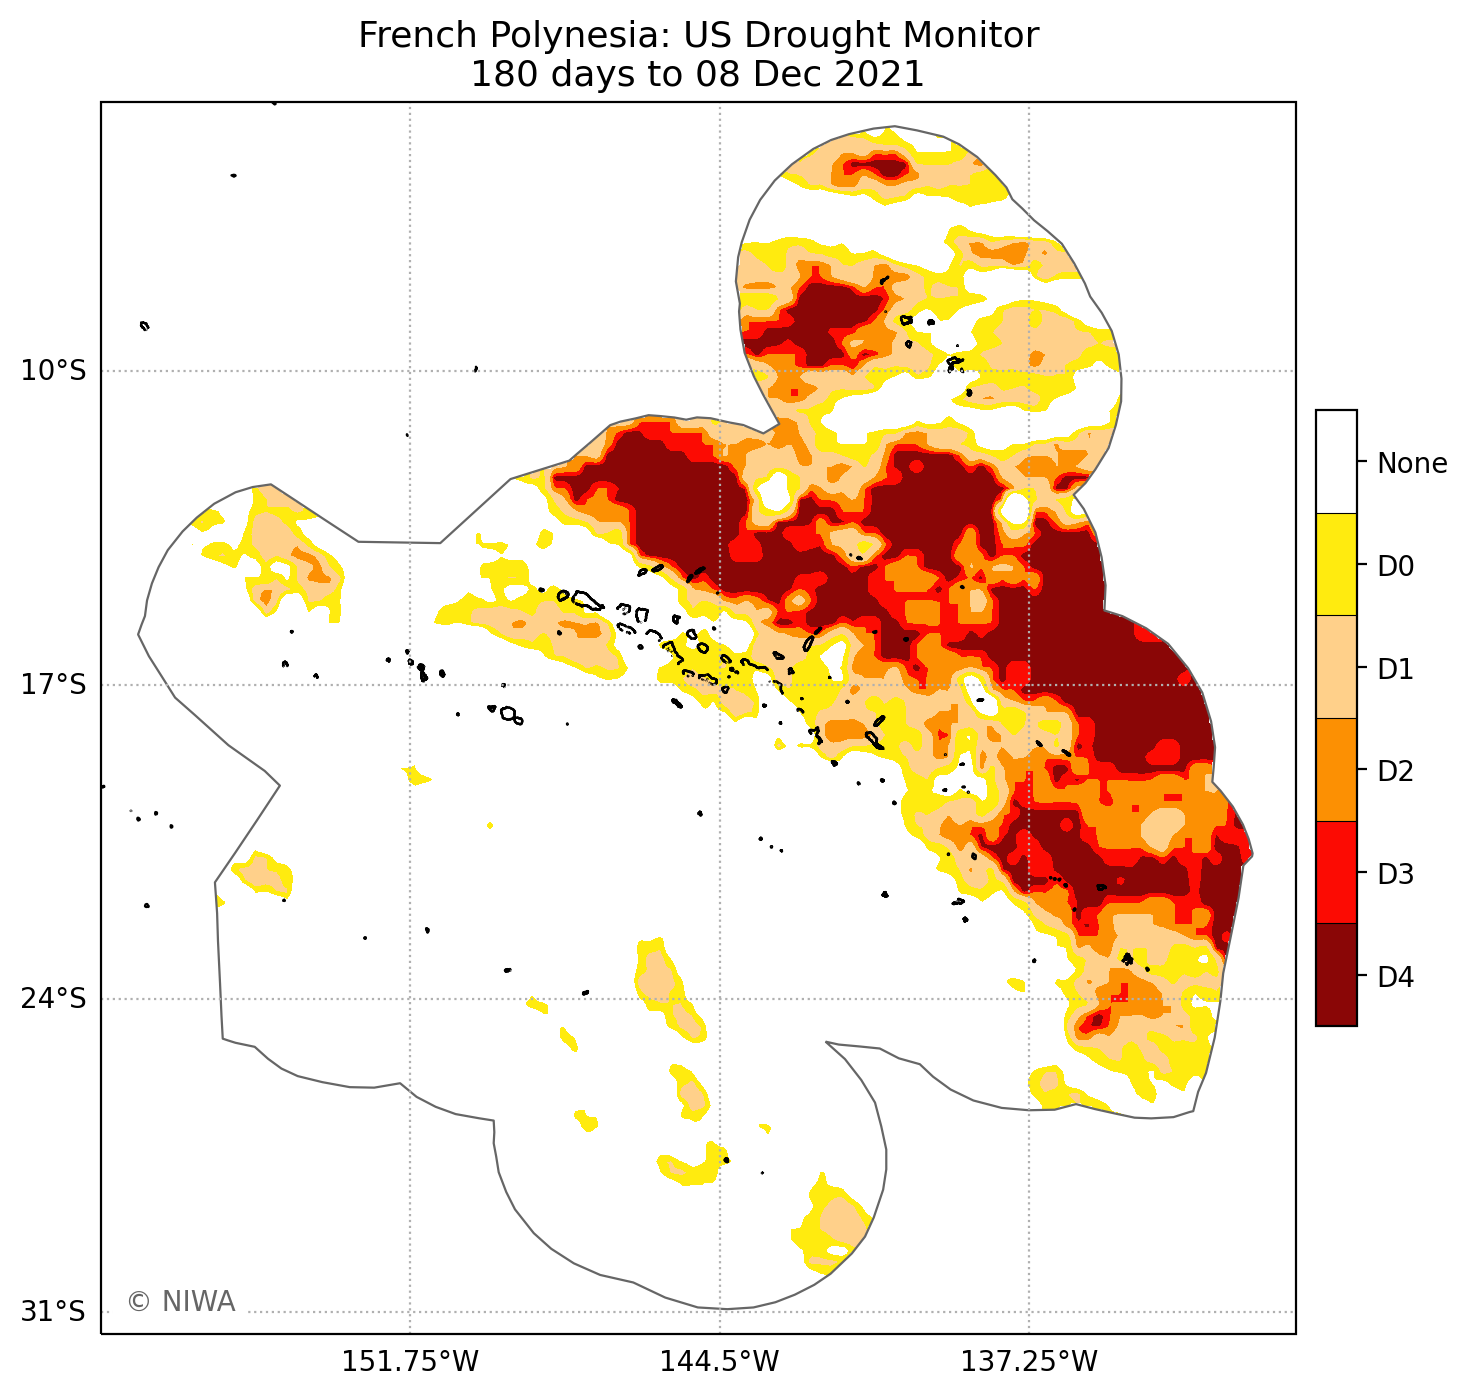 French Polynesia: US Drought Monitor
180 days to 08 Dec 2021
10°S
17°S
24°S
31°S
151.75°W
144.5°W
137.25°W
None
D0
D1
D2
D3
D4
© NIWA